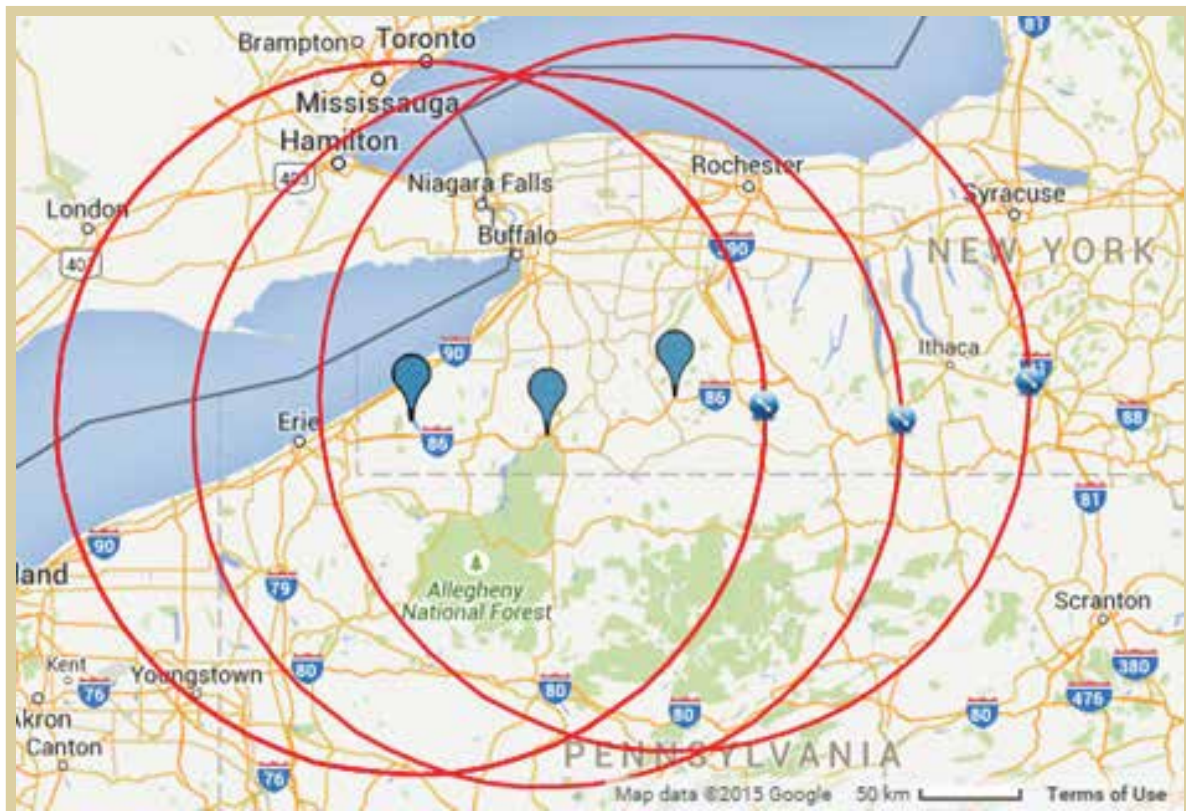 Brampton
Toronto
81
Mississauga
Hamilton
403
Rochester
Niagara Falls
Syracuse
London
Buffalo
NEW YORK
90
Ithaca
90
86
88
Erie
86
81
90
Allegheny
National Forest
79
Scranton
Kent
Youngstown
80
380
76
80
476
80
80
Akron
Canton
PENNSYLVANIA
76
Map data ©2015 Google 50 km Terms of Use